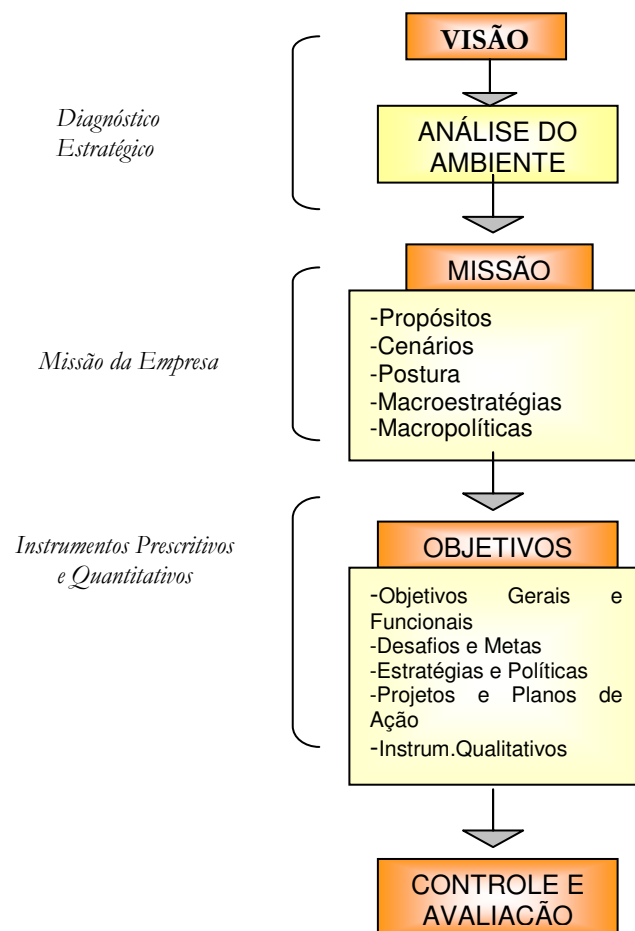 VISÃO
Diagnóstico
Estratégico
ANÁLISE DO
AMBIENTE
MISSÃO
-Propósitos
-Cenários
-Postura
-Macroestratégias
-Macropolíticas
Missão da Empresa
Instrumentos Prescritivos
e Quantitativos
OBJETIVOS
-Objetivos Gerais e
Funcionais
-Desafios e Metas
-Estratégias e Políticas
-Projetos e Planos de
Ação
-Instrum.Qualitativos
CONTROLE E
AVALIAÇÃO